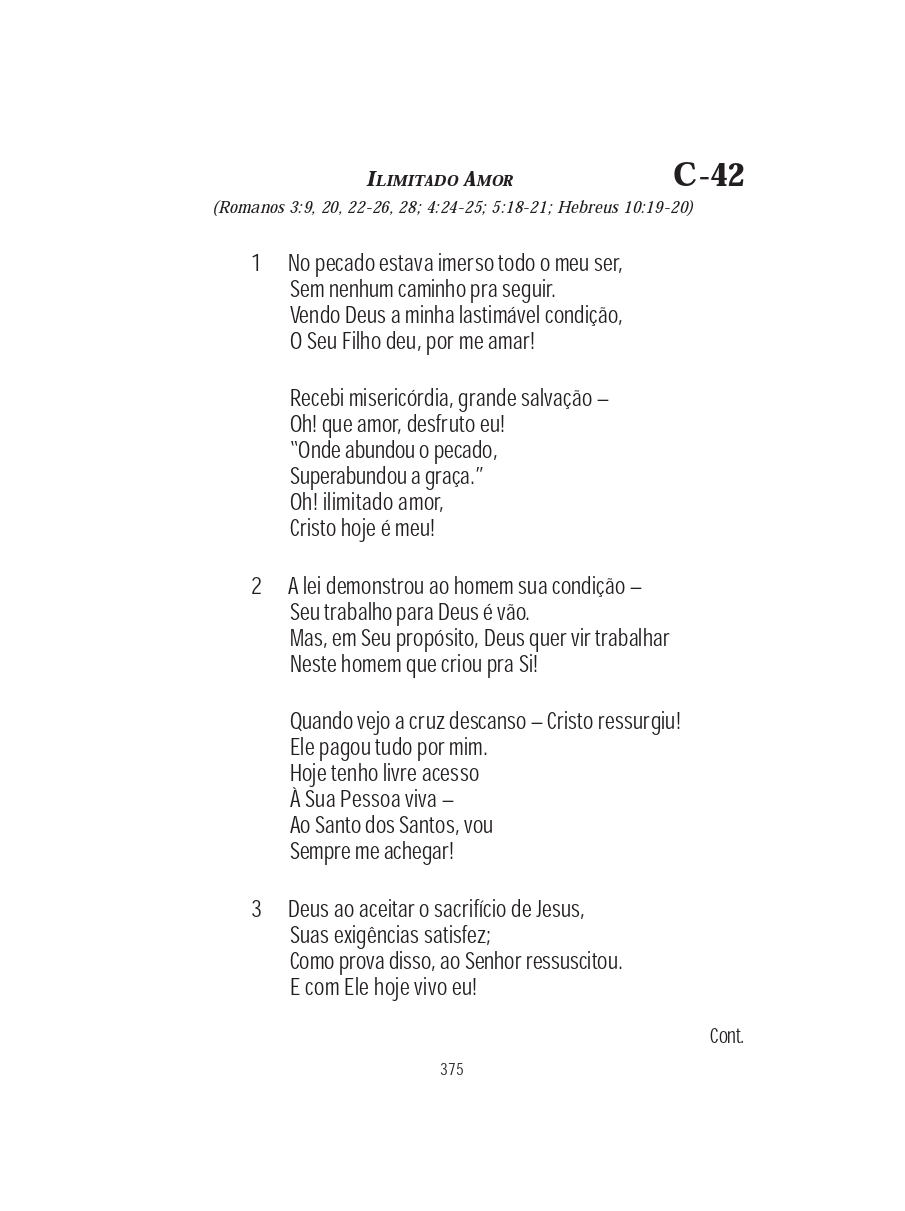 ILIMITADO AMOR C-42
(Romanos 3:9, 20, 22-26, 28; 4:24-25; 5:18-21; Hebreus 10:19-20)
1 No pecado estava imerso todo o meu ser,
Sem nenhum caminho pra seguir.
Vendo Deus a minha lastimável condição,
O Seu Filho deu, por me amar!
Recebi misericórdia, grande salvação –
Oh! que amor, desfruto eu!
“Onde abundou o pecado,
Superabundou a graça.”
Oh! ilimitado amor,
Cristo hoje é meu!
2 A lei demonstrou ao homem sua condição –
Seu trabalho para Deus é vão.
Mas, em Seu propósito, Deus quer vir trabalhar
Neste homem que criou pra Si!
Quando vejo a cruz descanso – Cristo ressurgiu!
Ele pagou tudo por mim.
Hoje tenho livre acesso
À Sua Pessoa viva –
Ao Santo dos Santos, vou
Sempre me achegar!
3 Deus ao aceitar o sacrifício de Jesus,
Suas exigências satisfez;
Como prova disso, ao Senhor ressuscitou.
E com Ele hoje vivo eu!
Cont.
375